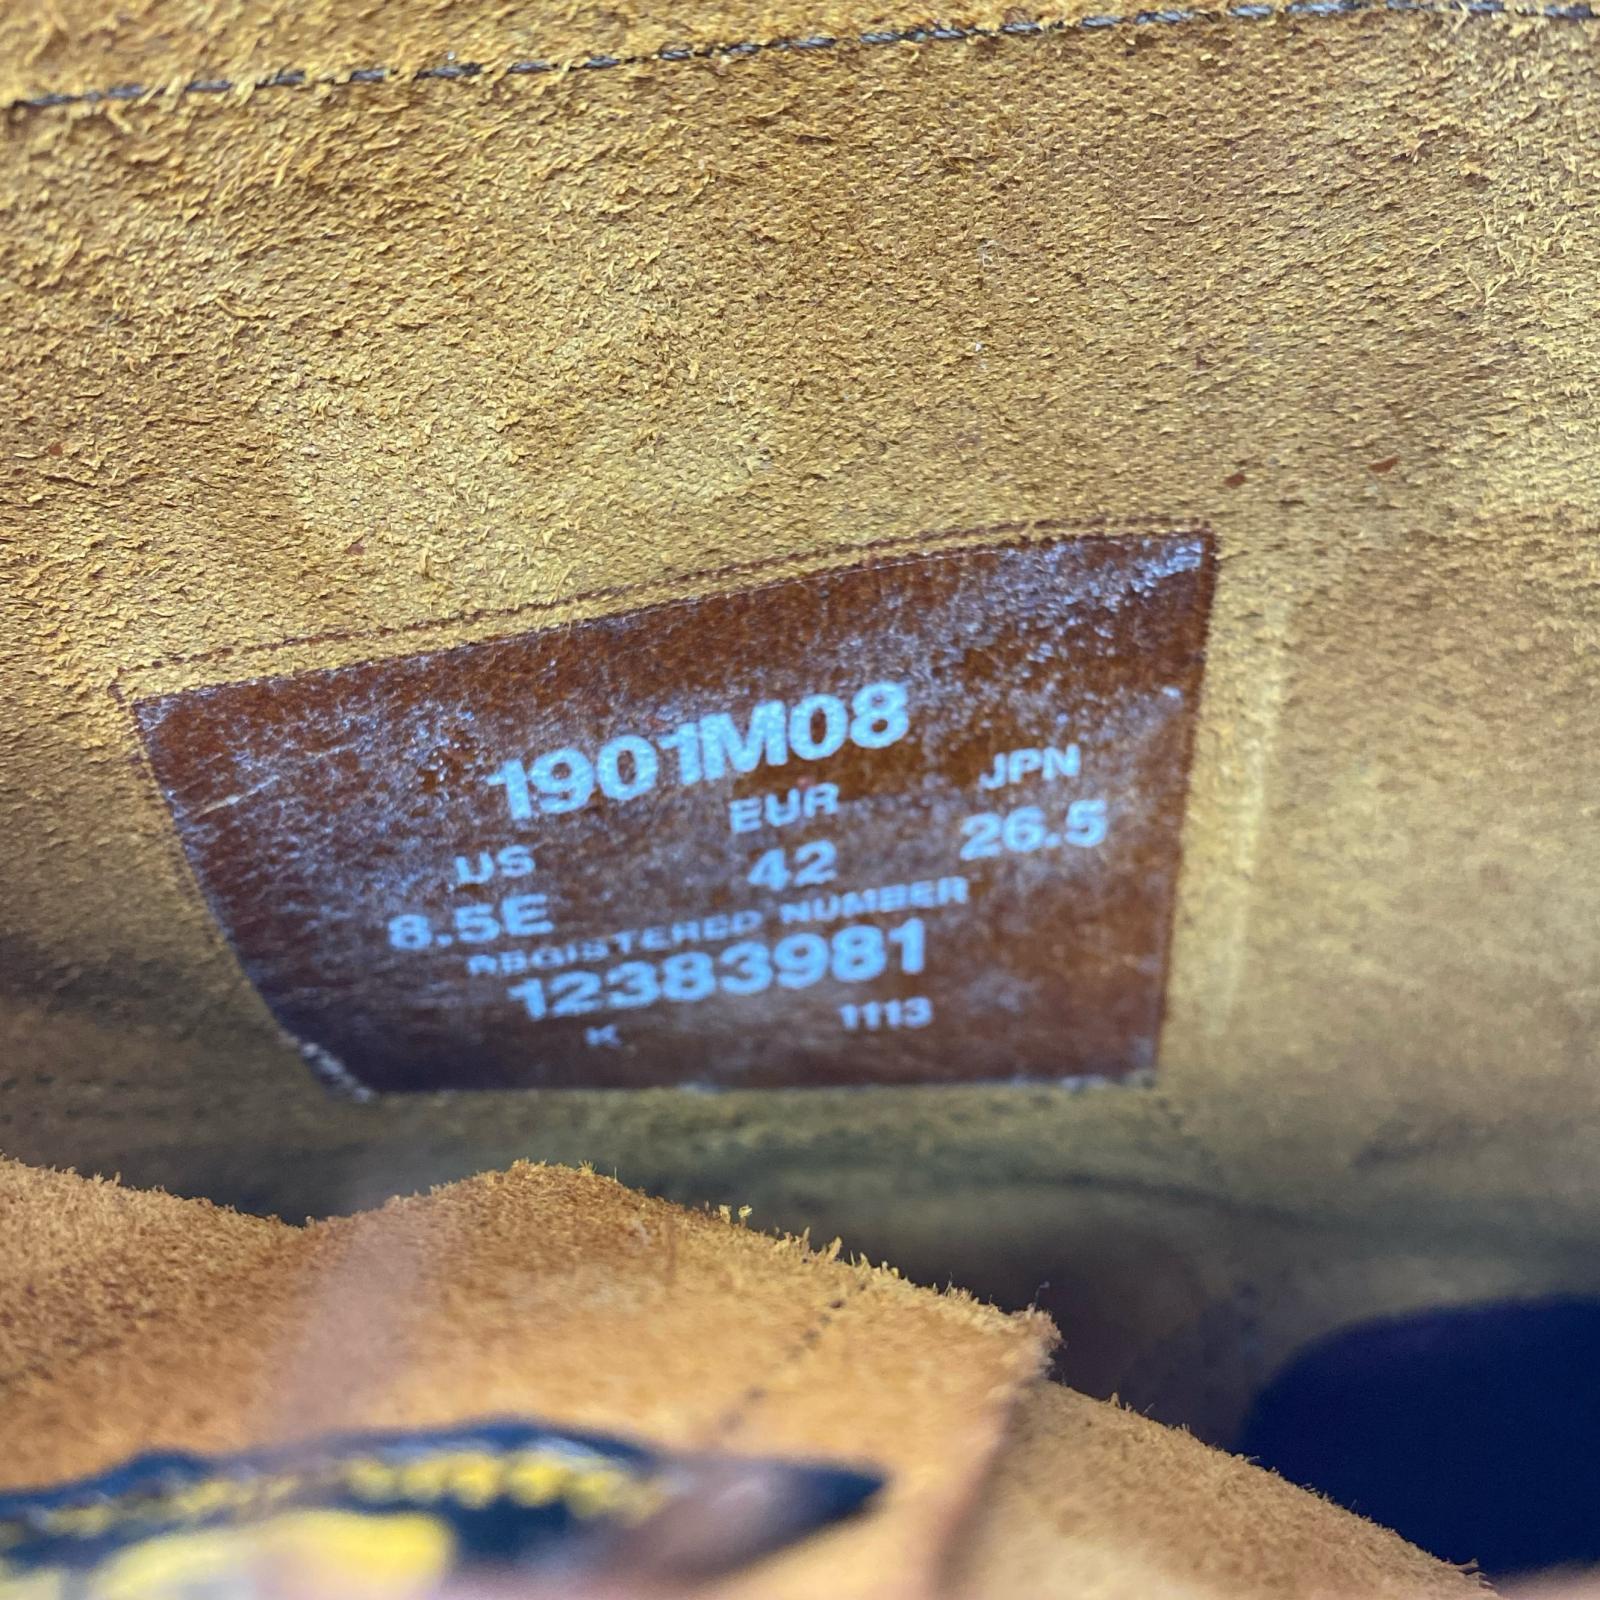 1901M08
US EUR JPN
8.5E 42 26.5
REGISTERED NUMBER
12383981
K 1113